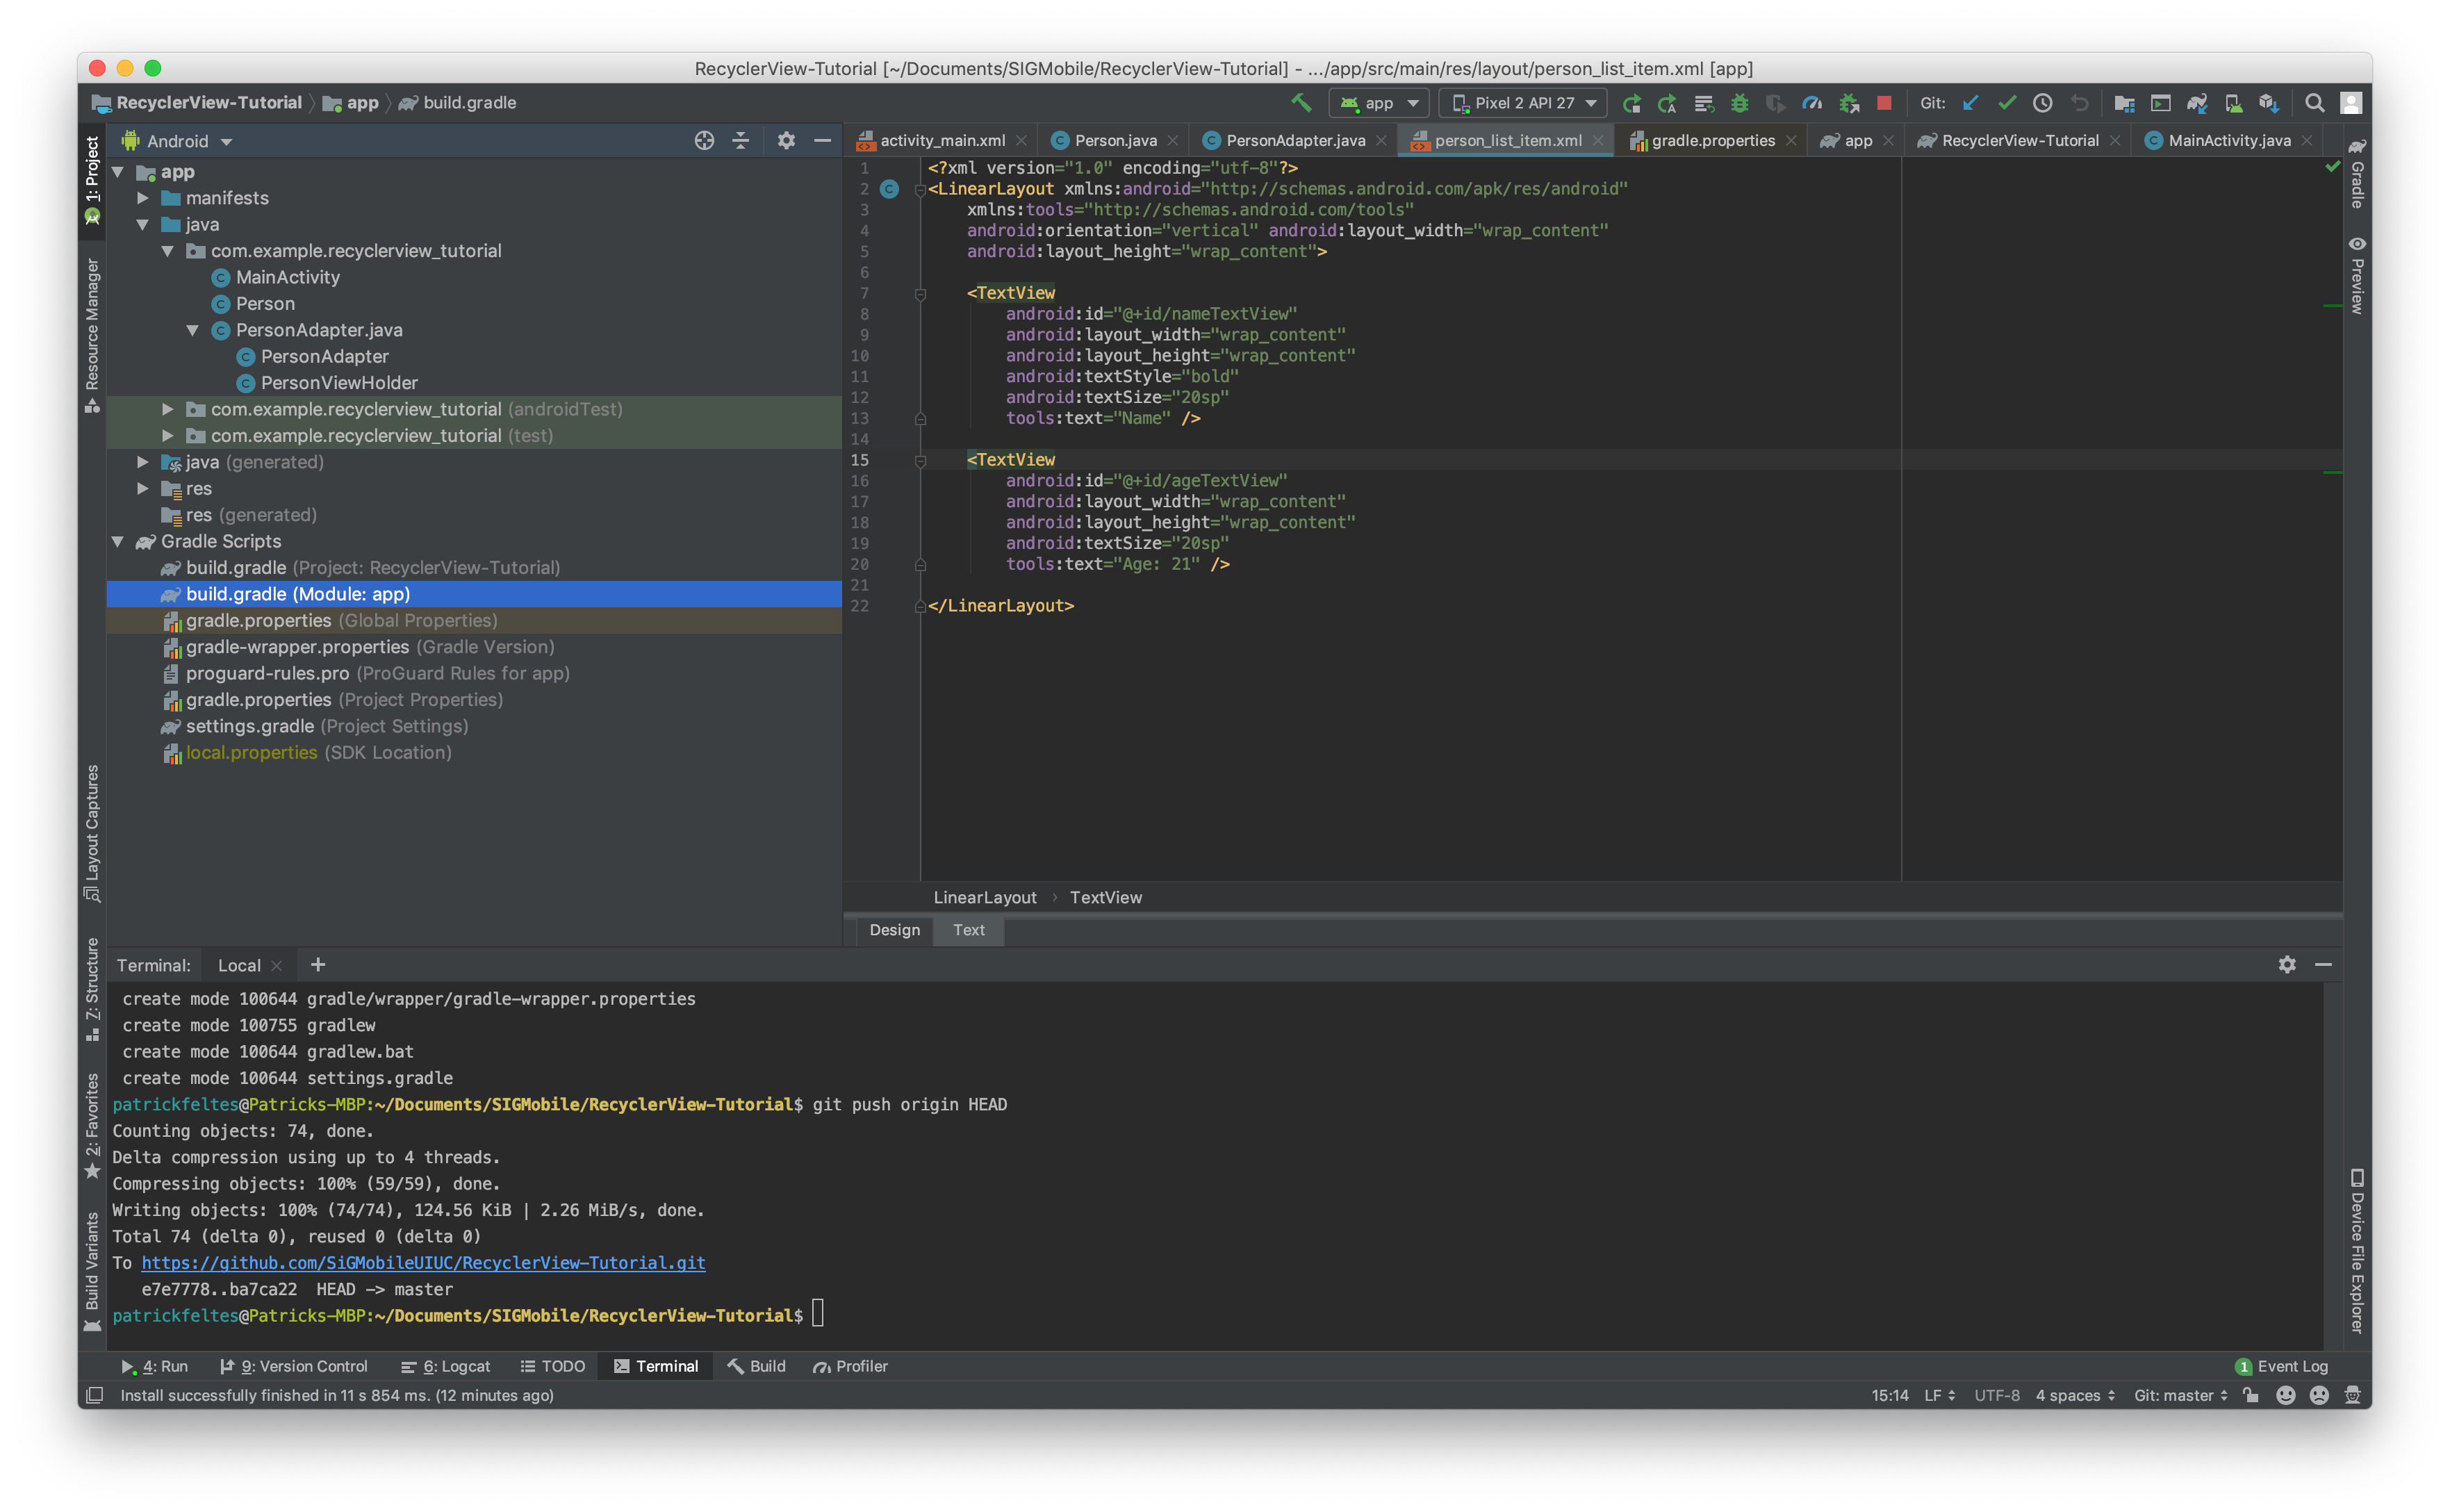 RecyclerView-Tutorial [~/Documents/SIGMobile/RecyclerView-Tutorial] - .../app/src/main/res/layout/person_list_item.xml [app]
RecyclerView-Tutorial app build.gradle app Pixel 2 API 27 Git:
Android
activity_main.xml Person.java PersonAdapter.java person_list_item.xml gradle.properties app RecyclerView-Tutorial MainActivity.java
1: Project
Resource Manager
Layout Captures
7: Structure
2: Favorites
Build Variants
app
manifests
java
com.example.recyclerview_tutorial
MainActivity
Person
PersonAdapter.java
PersonAdapter
PersonViewHolder
com.example.recyclerview_tutorial (androidTest)
com.example.recyclerview_tutorial (test)
java (generated)
res
res (generated)
Gradle Scripts
build.gradle (Project: RecyclerView-Tutorial)
build.gradle (Module: app)
gradle.properties (Global Properties)
gradle-wrapper.properties (Gradle Version)
proguard-rules.pro (ProGuard Rules for app)
gradle.properties (Project Properties)
settings.gradle (Project Settings)
local.properties (SDK Location)
1 <?xml version="1.0" encoding="utf-8"?>
2 <LinearLayout xmlns:android="http://schemas.android.com/apk/res/android"
3 xmlns:tools="http://schemas.android.com/tools"
4 android:orientation="vertical" android:layout_width="wrap_content"
5 android:layout_height="wrap_content">
6
7 <TextView
8 android:id="@+id/nameTextView"
9 android:layout_width="wrap_content"
10 android:layout_height="wrap_content"
11 android:textStyle="bold"
12 android:textSize="20sp"
13 tools:text="Name" />
14
15 <TextView
16 android:id="@+id/ageTextView"
17 android:layout_width="wrap_content"
18 android:layout_height="wrap_content"
19 android:textSize="20sp"
20 tools:text="Age: 21" />
21
22 </LinearLayout>
LinearLayout › TextView
Design Text
Gradle
Preview
Device File Explorer
Terminal: Local
create mode 100644 gradle/wrapper/gradle-wrapper.properties
create mode 100755 gradlew
create mode 100644 gradlew.bat
create mode 100644 settings.gradle
patrickfeltes@Patricks-MBP:~/Documents/SIGMobile/RecyclerView-Tutorial$ git push origin HEAD
Counting objects: 74, done.
Delta compression using up to 4 threads.
Compressing objects: 100% (59/59), done.
Writing objects: 100% (74/74), 124.56 KiB | 2.26 MiB/s, done.
Total 74 (delta 0), reused 0 (delta 0)
To https://github.com/SiGMobileUIUC/RecyclerView-Tutorial.git
e7e7778..ba7ca22 HEAD -> master
patrickfeltes@Patricks-MBP:~/Documents/SIGMobile/RecyclerView-Tutorial$
4: Run 9: Version Control 6: Logcat TODO Terminal Build Profiler 1 Event Log
Install successfully finished in 11 s 854 ms. (12 minutes ago) 15:14 LF UTF-8 4 spaces Git: master